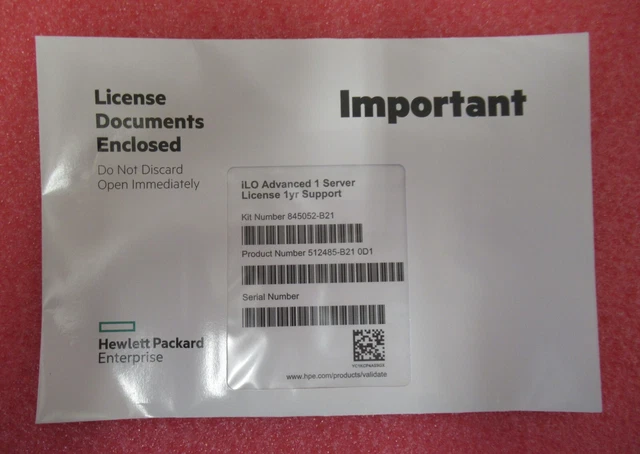 License
Documents
Enclosed
Do Not Discard
Open Immediately
Important
iLO Advanced 1 Server
License 1yr Support
Kit Number 845052-B21
Product Number 512485-B21 0D1
Serial Number
www.hpe.com/products/validate
Hewlett Packard
Enterprise